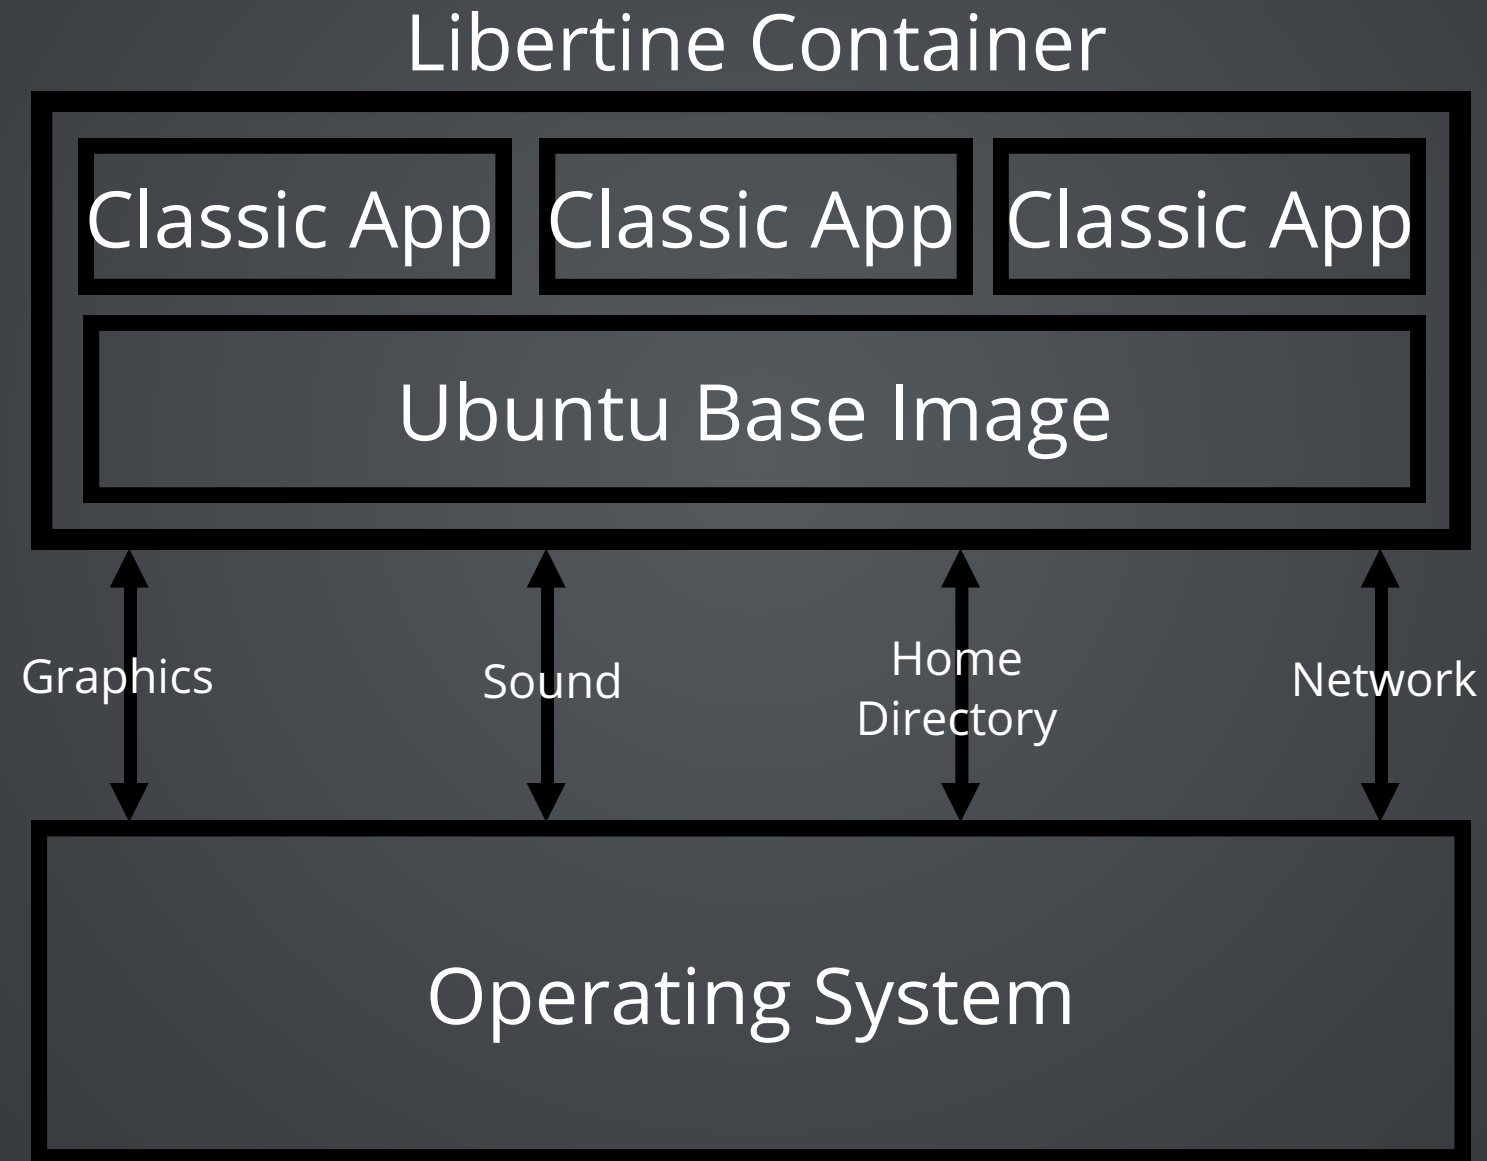 Libertine Container
Classic App
Classic App
Classic App
Ubuntu Base Image
Graphics
Sound
Home
Directory
Network
Operating System